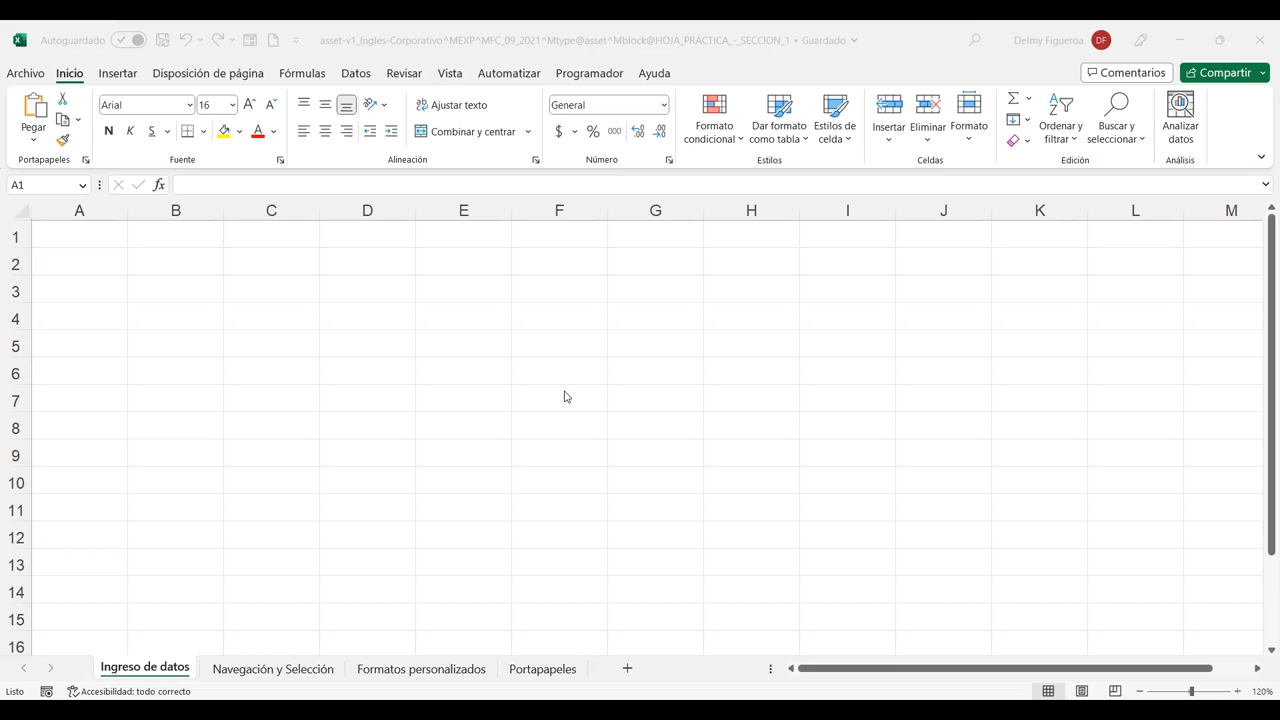 Autoguardado
asset-v1_Ingles-Corporativo^MEXP^MFC_09_2021^Mtype@asset^Mblock@HOJA_PRÁCTICA_-_SECCION_1 • Guardado
Delmy Figueroa DF
Archivo Inicio Insertar Disposición de página Fórmulas Datos Revisar Vista Automatizar Programador Ayuda
Comentarios Compartir
Pegar
Portapapeles
Arial 16
N K S
Fuente
Ajustar texto
Combinar y centrar
Alineación
General
$ % 000
Número
Formato condicional
Dar formato como tabla
Estilos de celda
Estilos
Insertar Eliminar Formato
Celdas
Ordenar y filtrar
Buscar y seleccionar
Edición
Analizar datos
Análisis
A1 fx
A B C D E F G H I J K L M
1
2
3
4
5
6
7
8
9
10
11
12
13
14
15
16
Ingreso de datos Navegación y Selección Formatos personalizados Portapapeles
Listo Accesibilidad: todo correcto 120%